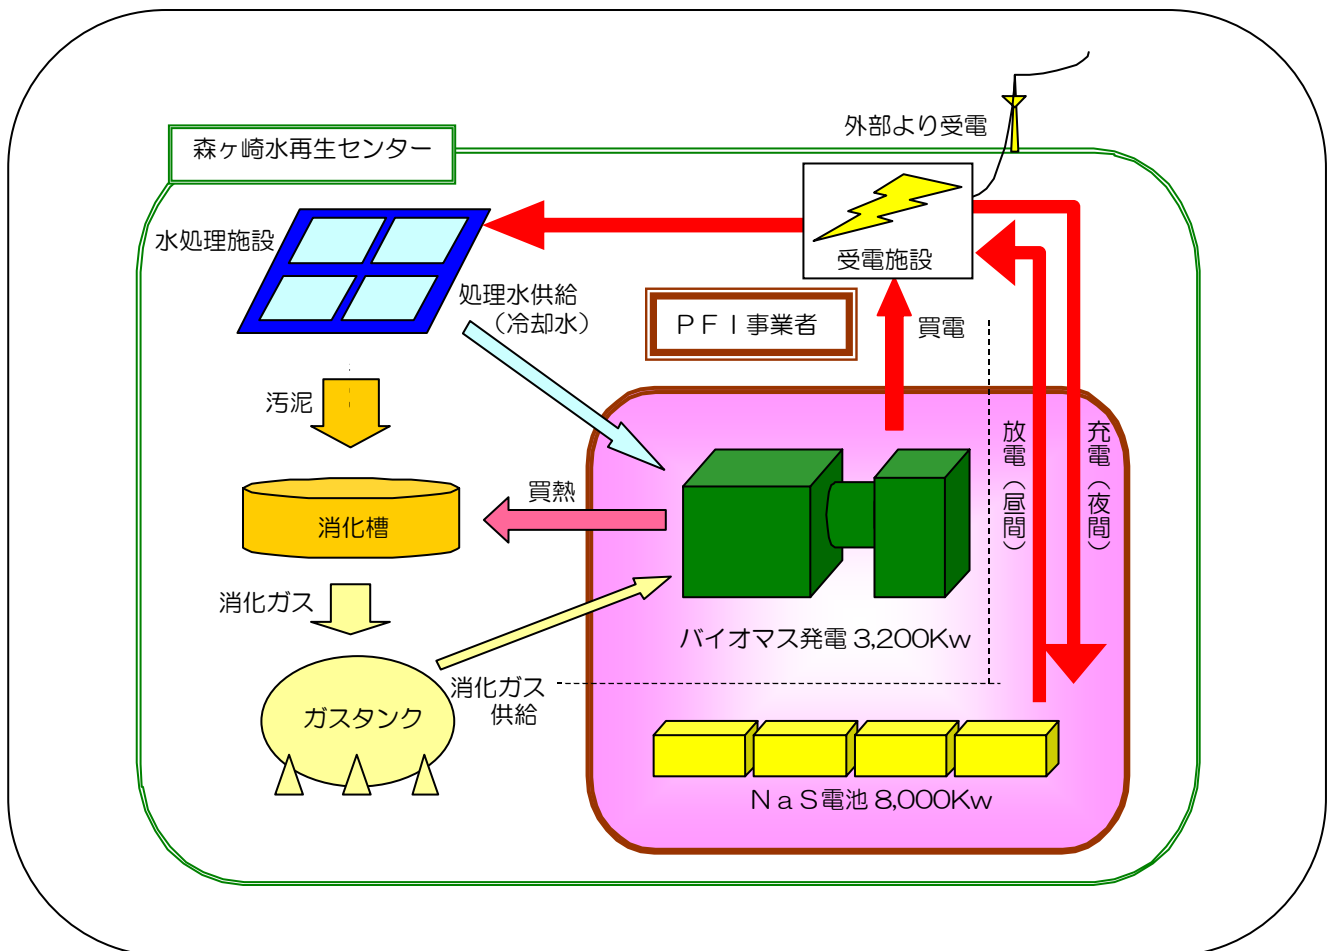 外部より受電
森ヶ崎水再生センター
水処理施設
受電施設
処理水供給
（冷却水）
ＰＦＩ事業者
買電
汚泥
放電（昼間）
充電（夜間）
買熱
消化槽
消化ガス
バイオマス発電 3,200Kw
消化ガス
供給
ガスタンク
ＮａＳ電池 8,000Kw